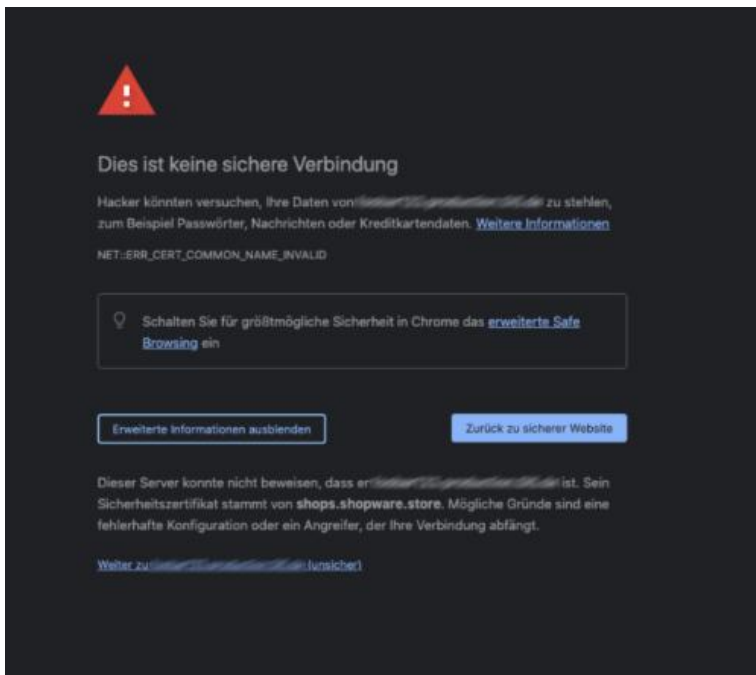 Dies ist keine sichere Verbindung
Hacker könnten versuchen, Ihre Daten von zu stehlen,
zum Beispiel Passwörter, Nachrichten oder Kreditkartendaten. Weitere Informationen
NET::ERR_CERT_COMMON_NAME_INVALID
Schalten Sie für größtmögliche Sicherheit in Chrome das erweiterte Safe
Browsing ein
Erweiterte Informationen ausblenden
Zurück zu sicherer Website
Dieser Server konnte nicht beweisen, dass er ist. Sein
Sicherheitszertifikat stammt von shops.shopware.store. Mögliche Gründe sind eine
fehlerhafte Konfiguration oder ein Angreifer, der Ihre Verbindung abfängt.
Weiter zu (unsicher)